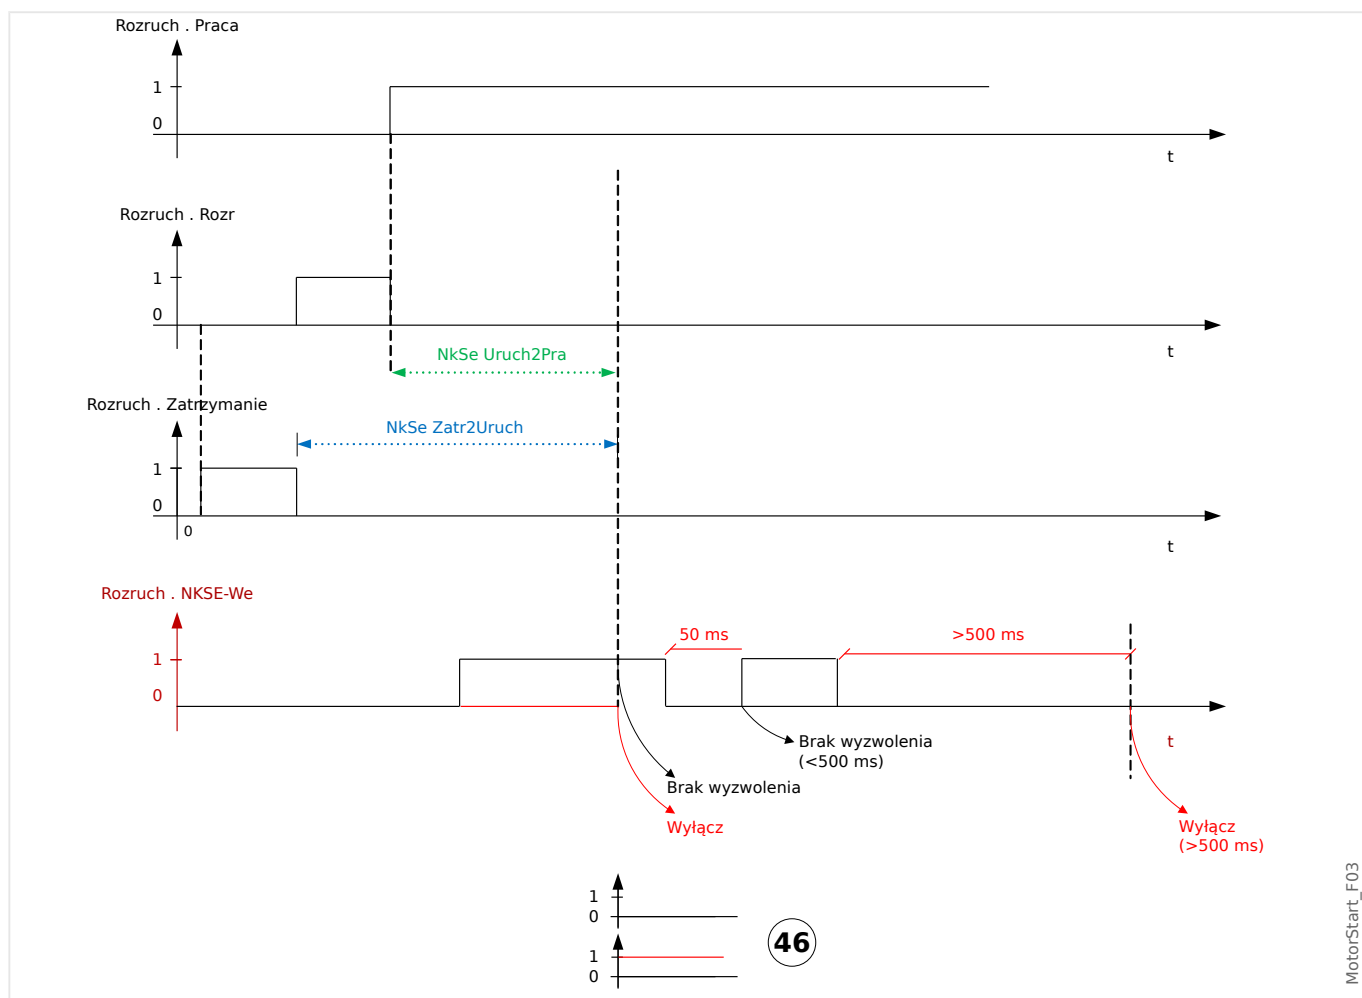 Rozruch . Praca
1
0
t
Rozruch . Rozr
1
0
t
NkSe Uruch2Pra
Rozruch . Zatrzymanie
NkSe Zatr2Uruch
1
0
0
t
Rozruch . NKSE-We
50 ms
>500 ms
1
0
t
Brak wyzwolenia
(<500 ms)
Brak wyzwolenia
Wyłącz
Wyłącz
(>500 ms)
1
0
46
1
0
MotorStart_F03